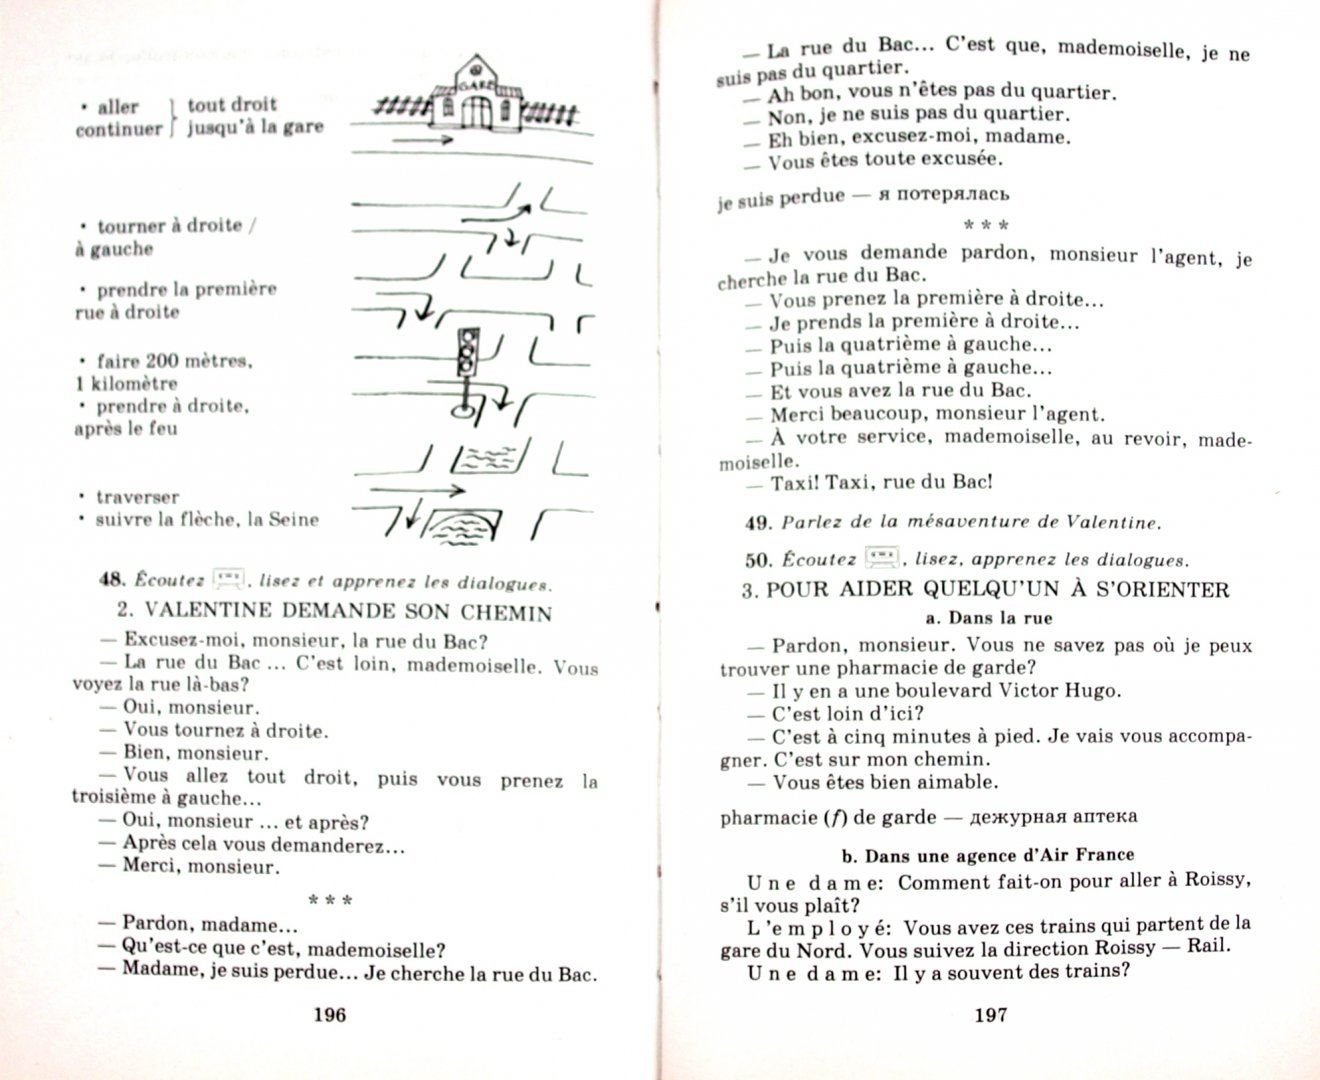 • aller } tout droit
continuer } jusqu'à la gare
GARE
• tourner à droite /
à gauche
• prendre la première
rue à droite
• faire 200 mètres,
1 kilomètre
• prendre à droite,
après le feu
• traverser
• suivre la flèche, la Seine
48. Écoutez , lisez et apprenez les dialogues.
2. VALENTINE DEMANDE SON CHEMIN
— Excusez-moi, monsieur, la rue du Bac?
— La rue du Bac ... C'est loin, mademoiselle. Vous
voyez la rue là-bas?
— Oui, monsieur.
— Vous tournez à droite.
— Bien, monsieur.
— Vous allez tout droit, puis vous prenez la
troisième à gauche...
— Oui, monsieur ... et après?
— Après cela vous demanderez...
— Merci, monsieur.
* * *
— Pardon, madame...
— Qu'est-ce que c'est, mademoiselle?
— Madame, je suis perdue... Je cherche la rue du Bac.
196
— La rue du Bac... C'est que, mademoiselle, je ne
suis pas du quartier.
— Ah bon, vous n'êtes pas du quartier.
— Non, je ne suis pas du quartier.
— Eh bien, excusez-moi, madame.
— Vous êtes toute excusée.
je suis perdue — я потерялась
* * *
— Je vous demande pardon, monsieur l'agent, je
cherche la rue du Bac.
— Vous prenez la première à droite...
— Je prends la première à droite...
— Puis la quatrième à gauche...
— Puis la quatrième à gauche...
— Et vous avez la rue du Bac.
— Merci beaucoup, monsieur l'agent.
— À votre service, mademoiselle, au revoir, made-
moiselle.
— Taxi! Taxi, rue du Bac!
49. Parlez de la mésaventure de Valentine.
50. Écoutez , lisez, apprenez les dialogues.
3. POUR AIDER QUELQU'UN À S'ORIENTER
a. Dans la rue
— Pardon, monsieur. Vous ne savez pas où je peux
trouver une pharmacie de garde?
— Il y en a une boulevard Victor Hugo.
— C'est loin d'ici?
— C'est à cinq minutes à pied. Je vais vous accompa-
gner. C'est sur mon chemin.
— Vous êtes bien aimable.
pharmacie (f) de garde — дежурная аптека
b. Dans une agence d'Air France
Une dame: Comment fait-on pour aller à Roissy,
s'il vous plaît?
L'employé: Vous avez ces trains qui partent de la
gare du Nord. Vous suivez la direction Roissy — Rail.
Une dame: Il y a souvent des trains?
197